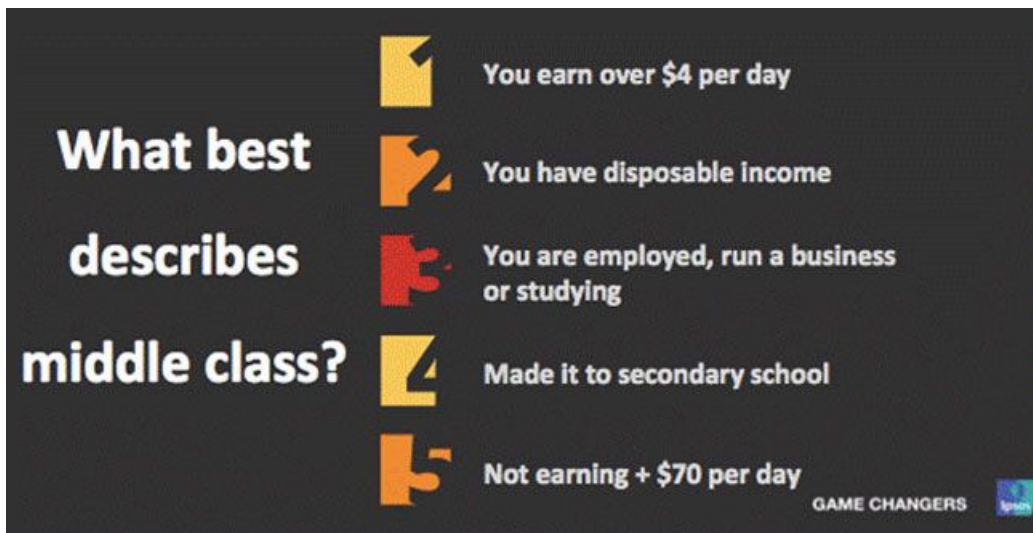 What best
describes
middle class?
1
You earn over $4 per day
2
You have disposable income
3
You are employed, run a business
or studying
4
Made it to secondary school
5
Not earning + $70 per day
GAME CHANGERS
Ipsos